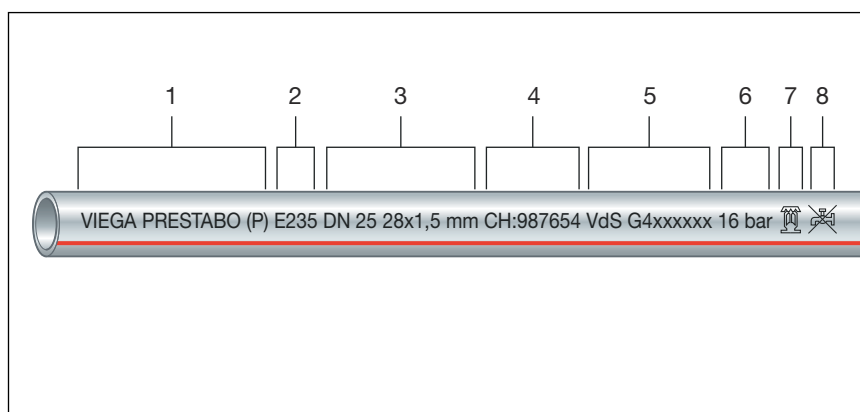 1 2 3 4 5 6 7 8
VIEGA PRESTABO (P) E235 DN 25 28x1,5 mm CH:987654 VdS G4xxxxxx 16 bar